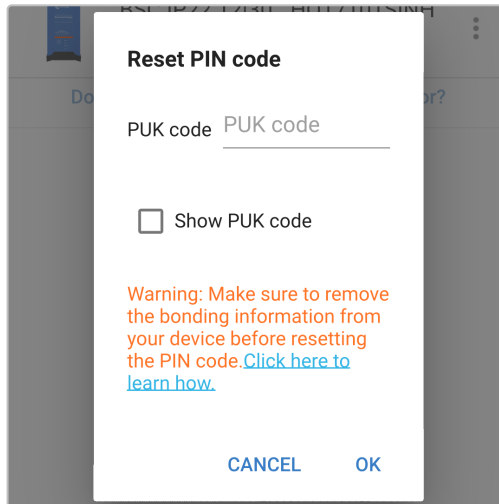 Reset PIN code
PUK code PUK code
Show PUK code
Warning: Make sure to remove
the bonding information from
your device before resetting
the PIN code.Click here to
learn how.
CANCEL OK